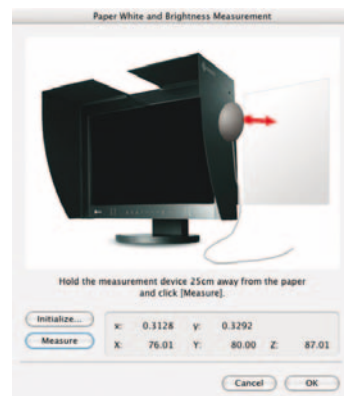 Paper White and Brightness Measurement
Hold the measurement device 25cm away from the paper
and click [Measure].
Initialize...
x: 0.3128 y: 0.3292
Measure
X: 76.01 Y: 80.00 Z: 87.01
Cancel OK